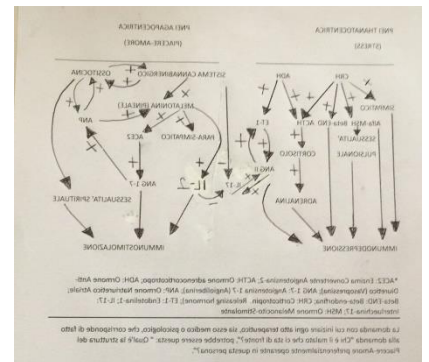 PNEI THANATOCENTRICA
(STRESS)
PNEI AGAPOCENTRICA
(PIACERE-AMORE)
CRH
ADH
SISTEMA CANNABINERGICO
OSSITOCINA
SIMPATICO
MELATONINA (PINEALE)
ANP
Alfa-MSH
Beta-END
ACTH
ET-1
PARA-SIMPATICO
ACE2
SESSUALITA'
PULSIONALE
CORTISOLO
ANG II
IL-17
IL-2
ANG 1-7
ADRENALINA
SESSUALITA' SPIRITUALE
IMMUNODEPRESSIONE
IMMUNOSTIMOLAZIONE
*ACE2: Enzima Convertente Angiotensina-2; ACTH: Ormone adrenocorticotropo; ADH: Ormone Anti-
Diuretico (Vasopressina); ANG 1-7: Angiotensina 1-7 (Angiolibenina); ANP: Ormone Natriuretico Atriale;
Beta-END: Beta-endorfina; CRH: Corticotropin- Releasing hormone; ET-1: Endotelina-1; IL-17:
Interleuchina-17; MSH: Ormone Melanocito-Stimolante
La domanda con cui iniziare ogni atto terapeutico, sia esso medico o psicologico, che corrisponde di fatto
alla domanda "Chi è il malato che ci sta di fronte?", potrebbe essere questa: " Qual'è la struttura del
Piacere-Amore fondamentalmente operante in questa persona?".